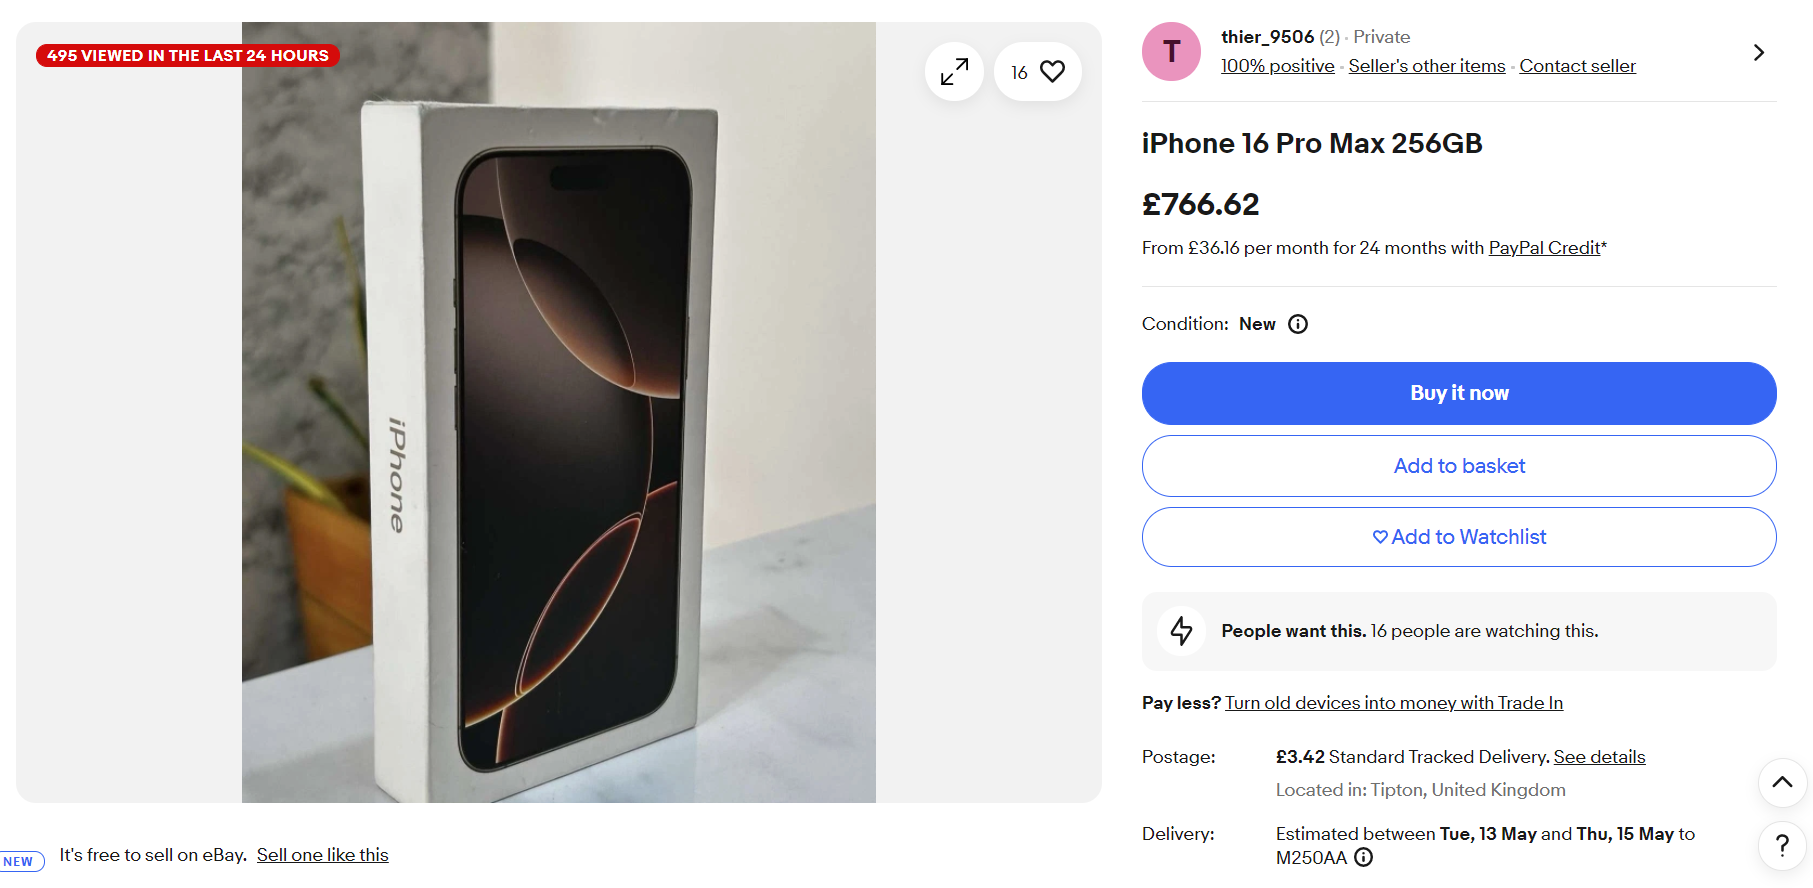 495 VIEWED IN THE LAST 24 HOURS
16
iPhone
NEW
It's free to sell on eBay. Sell one like this
T
thier_9506 (2) · Private
100% positive · Seller's other items · Contact seller
iPhone 16 Pro Max 256GB
£766.62
From £36.16 per month for 24 months with PayPal Credit*
Condition: New
Buy it now
Add to basket
Add to Watchlist
People want this. 16 people are watching this.
Pay less? Turn old devices into money with Trade In
Postage: £3.42 Standard Tracked Delivery. See details
Located in: Tipton, United Kingdom
Delivery: Estimated between Tue, 13 May and Thu, 15 May to
M250AA
?